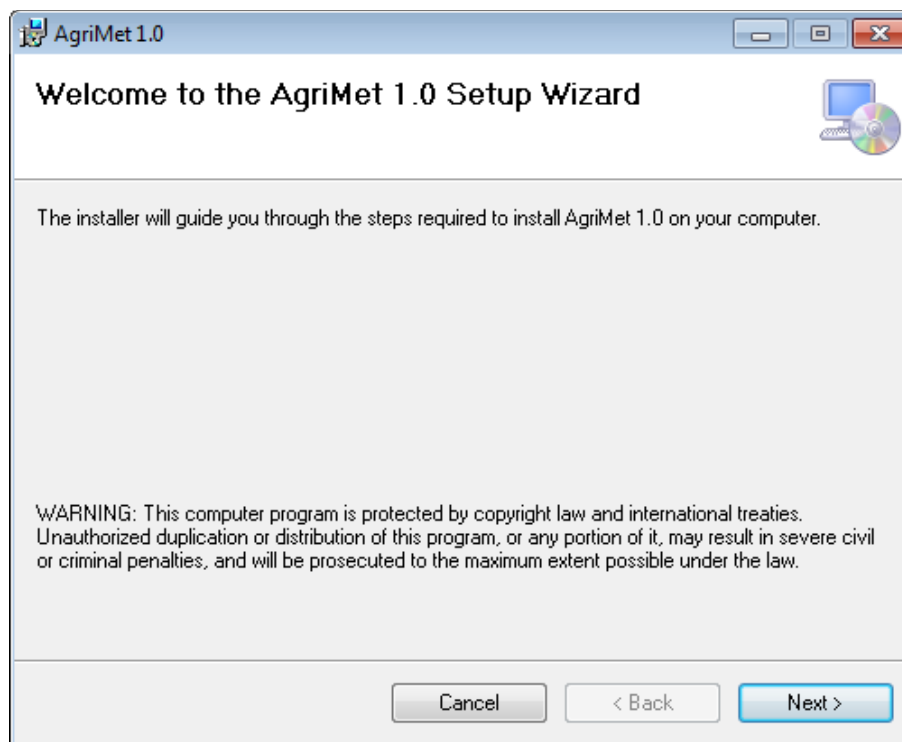 AgriMet 1.0
Welcome to the AgriMet 1.0 Setup Wizard
The installer will guide you through the steps required to install AgriMet 1.0 on your computer.
WARNING: This computer program is protected by copyright law and international treaties.
Unauthorized duplication or distribution of this program, or any portion of it, may result in severe civil
or criminal penalties, and will be prosecuted to the maximum extent possible under the law.
Cancel
< Back
Next >